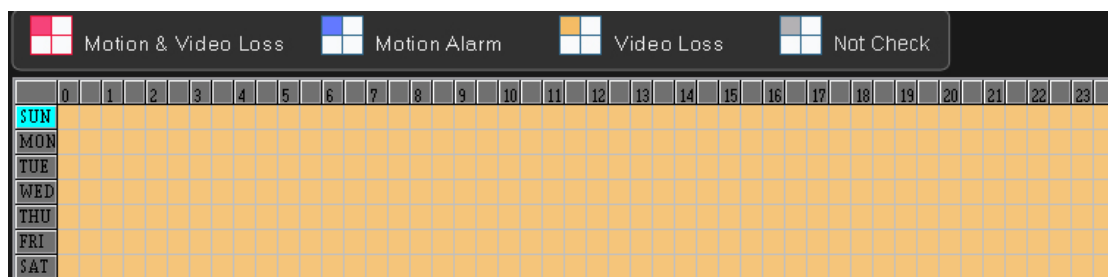 Motion & Video Loss Motion Alarm Video Loss Not Check
0 1 2 3 4 5 6 7 8 9 10 11 12 13 14 15 16 17 18 19 20 21 22 23
SUN
MON
TUE
WED
THU
FRI
SAT